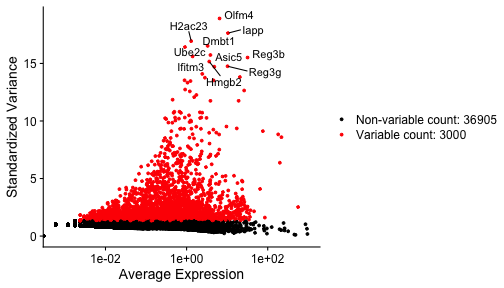 Olfm4
H2ac23
Iapp
Dmbt1
Ube2c
Asic5
Reg3b
Ifitm3
Reg3g
Hmgb2
15
10
5
0
Standardized Variance
1e-02
1e+00
1e+02
Average Expression
Non-variable count: 36905
Variable count: 3000